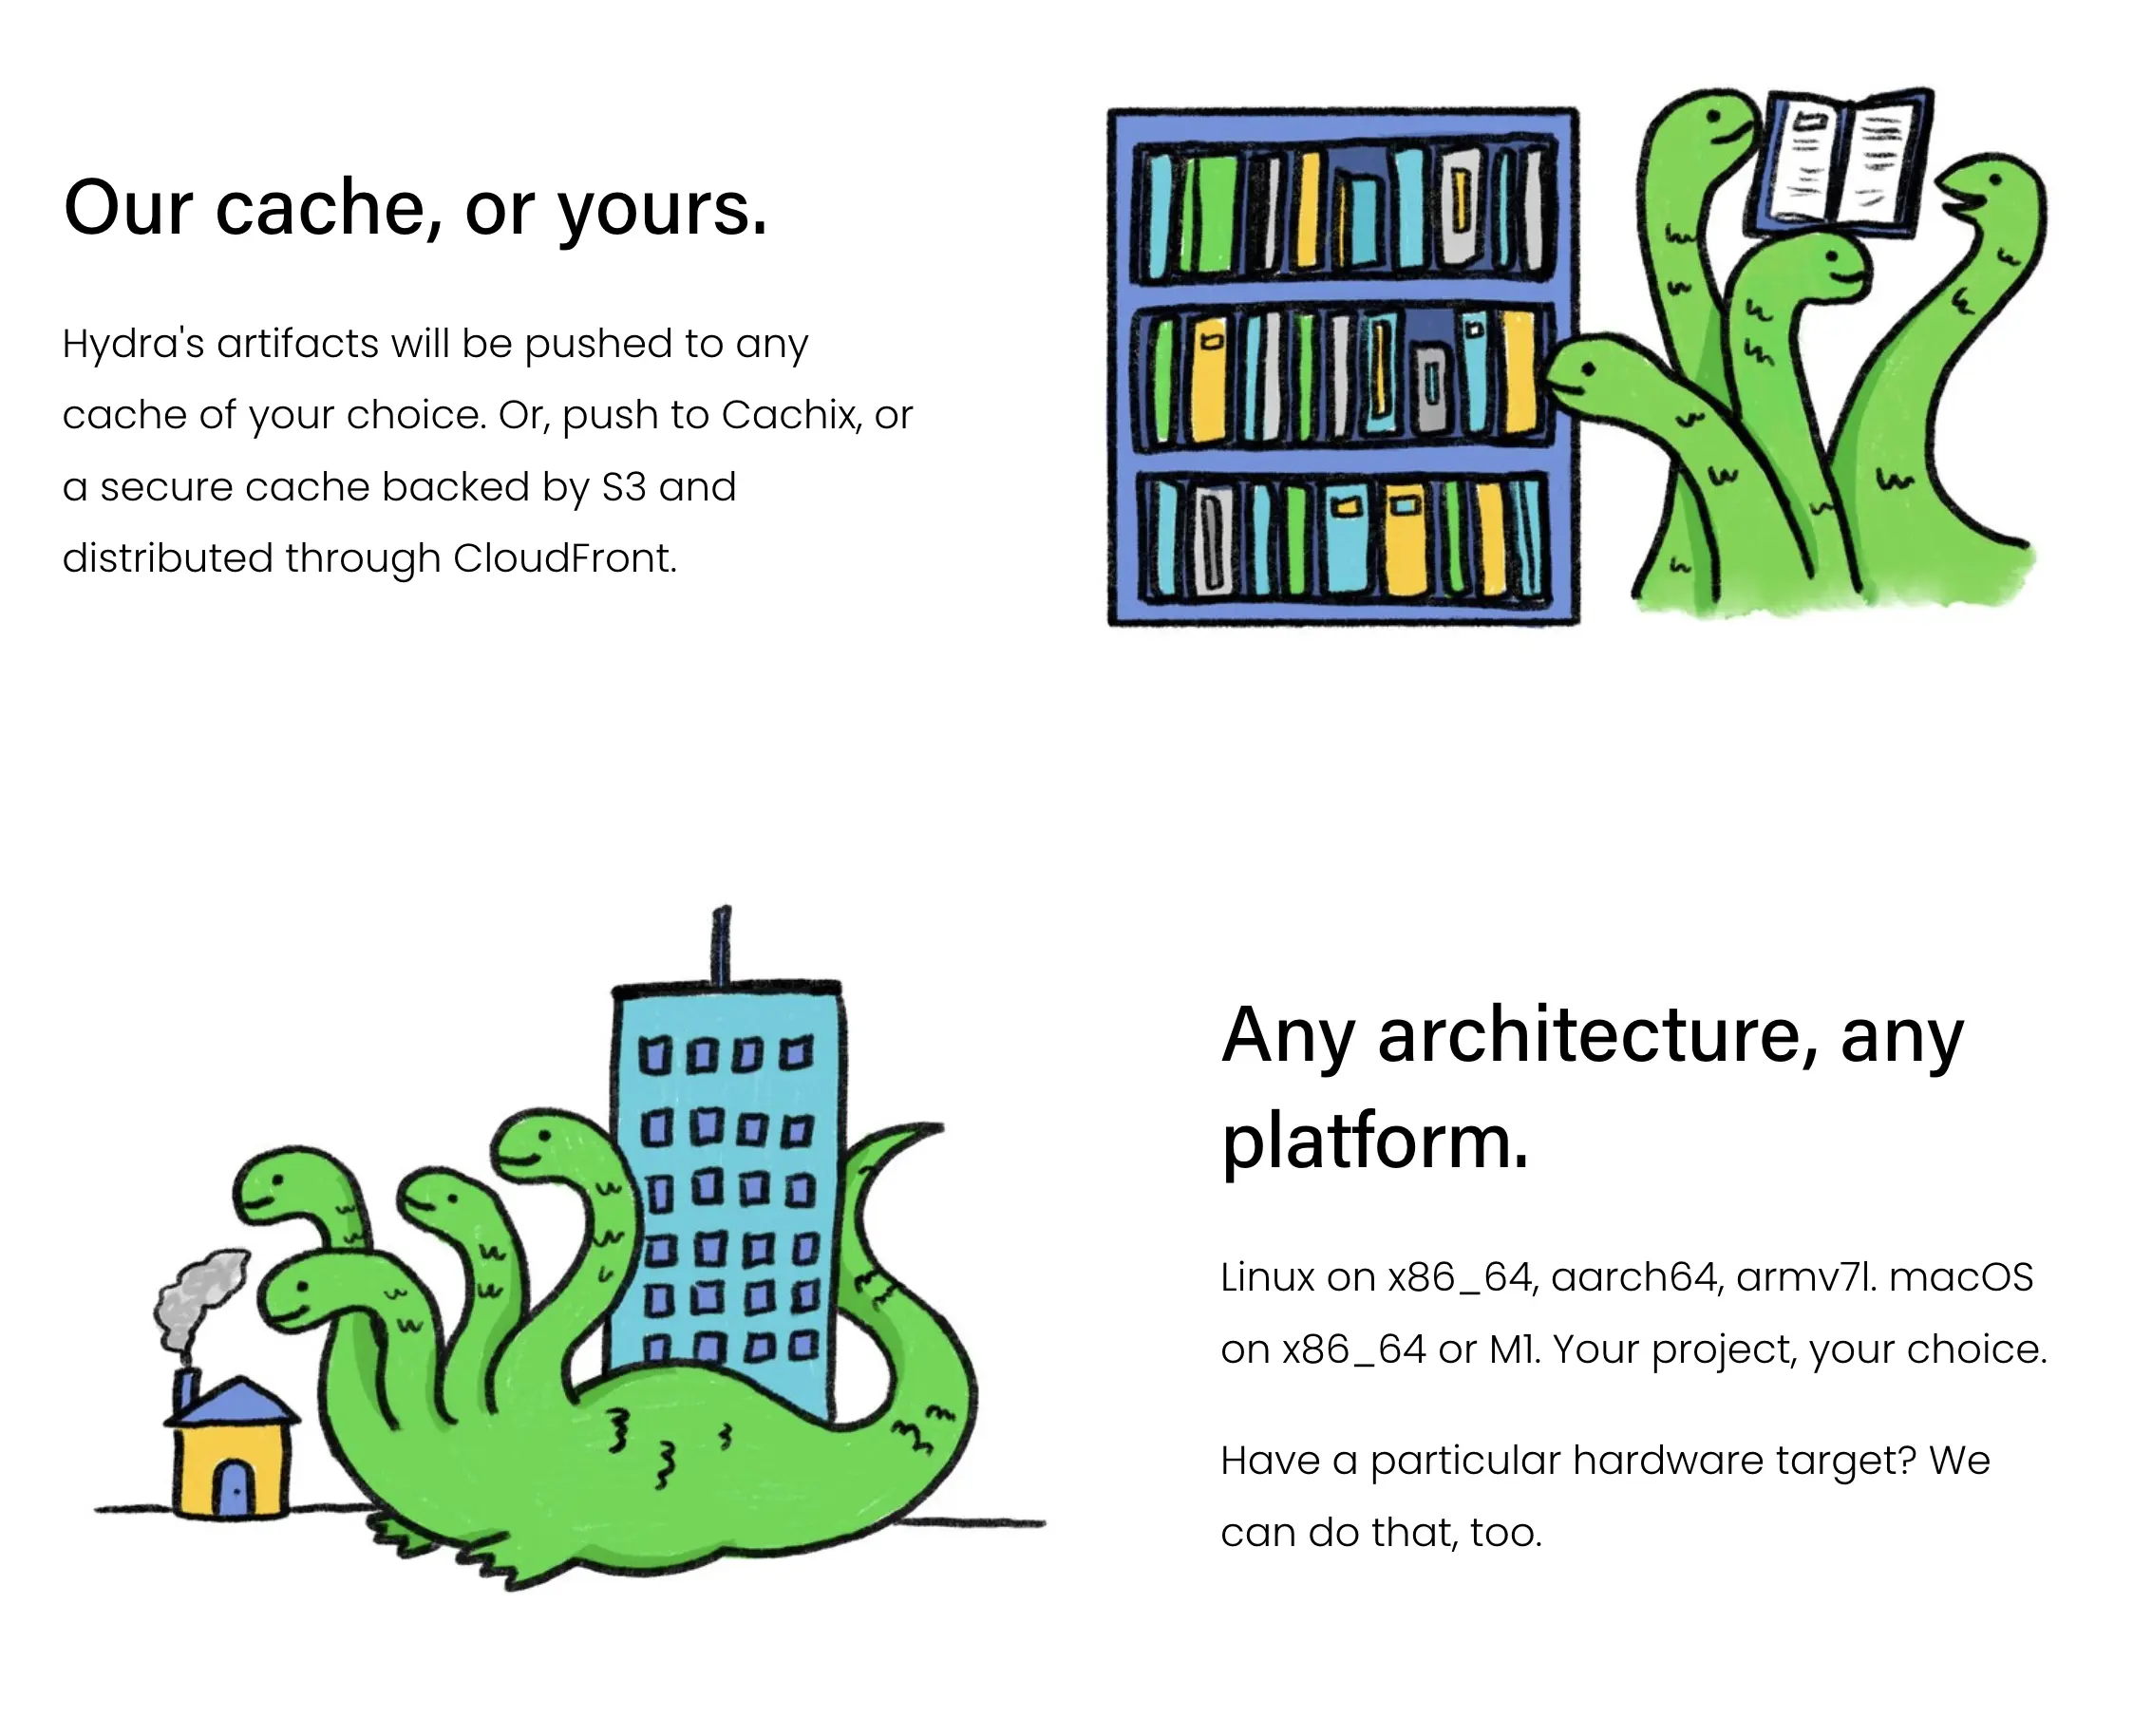 Our cache, or yours.
Hydra's artifacts will be pushed to any
cache of your choice. Or, push to Cachix, or
a secure cache backed by S3 and
distributed through CloudFront.
Any architecture, any
platform.
Linux on x86_64, aarch64, armv7l. macOS
on x86_64 or M1. Your project, your choice.
Have a particular hardware target? We
can do that, too.